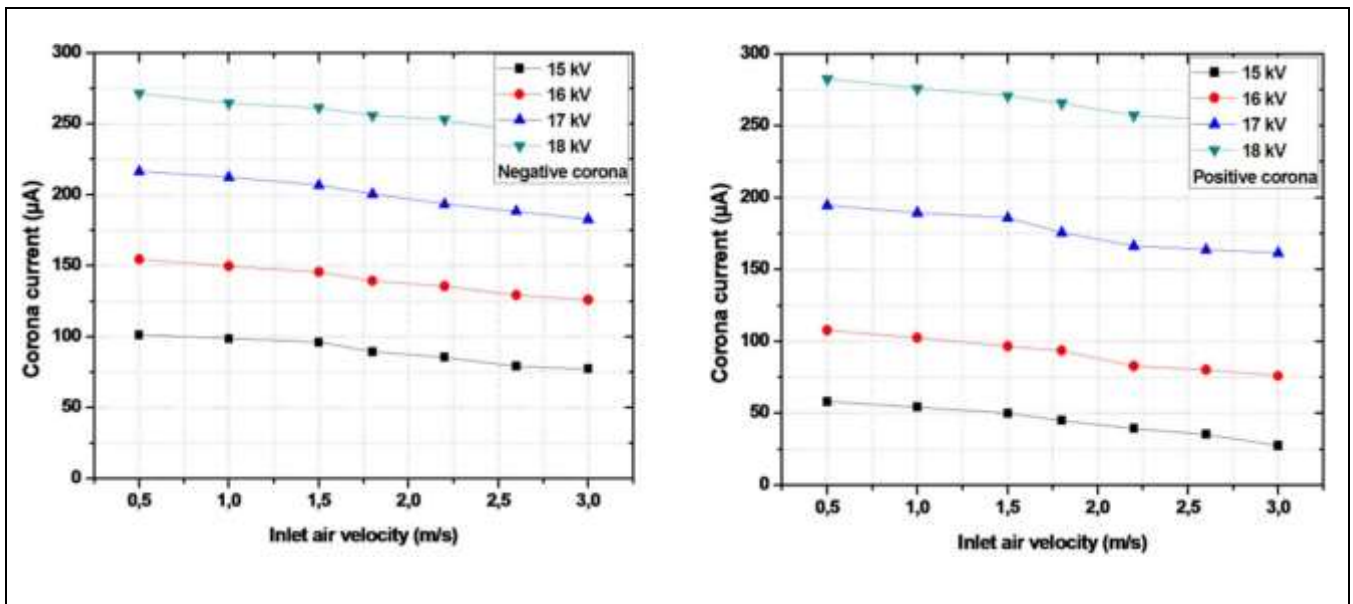 300
250
200
150
100
50
0
Corona current (µA)
0,5 1,0 1,5 2,0 2,5 3,0
Inlet air velocity (m/s)
15 kV
16 kV
17 kV
18 kV
Negative corona
300
250
200
150
100
50
0
Corona current (µA)
0,5 1,0 1,5 2,0 2,5 3,0
Inlet air velocity (m/s)
15 kV
16 kV
17 kV
18 kV
Positive corona